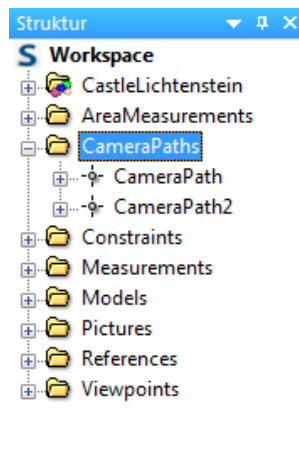 Struktur
S Workspace
CastleLichtenstein
AreaMeasurements
CameraPaths
CameraPath
CameraPath2
Constraints
Measurements
Models
Pictures
References
Viewpoints